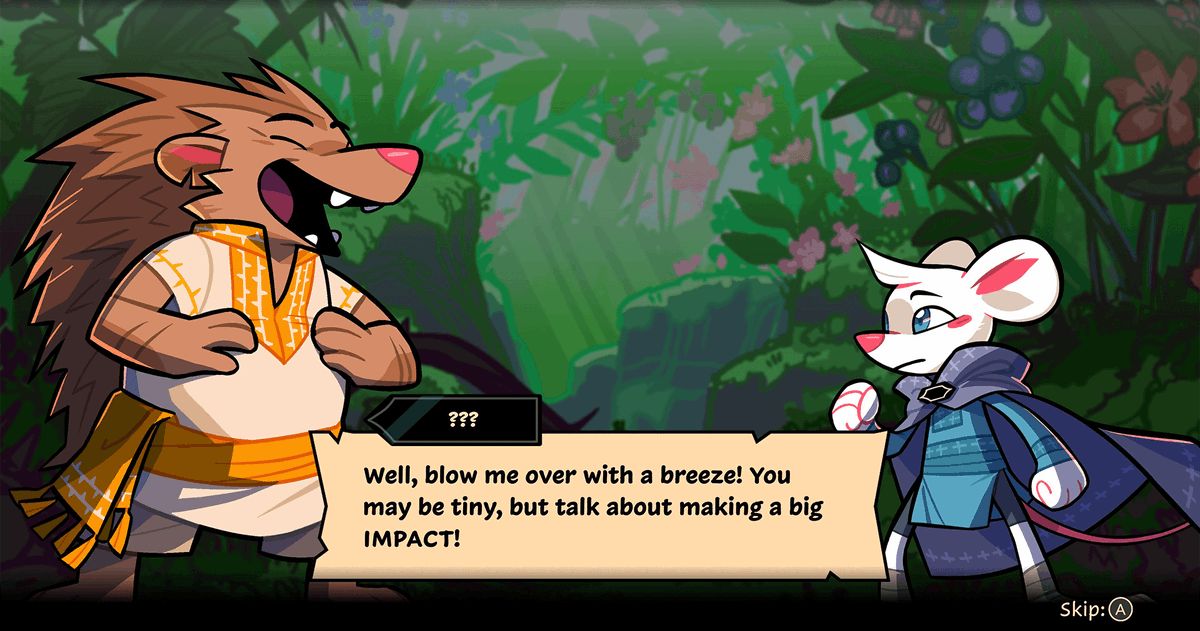 ???
Well, blow me over with a breeze! You
may be tiny, but talk about making a big
IMPACT!
Skip: A